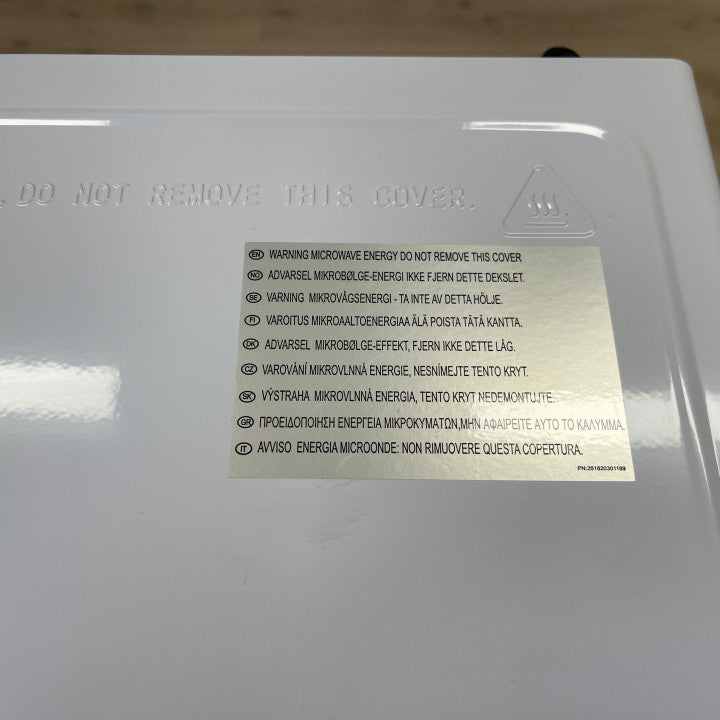 . DO NOT REMOVE THIS COVER.
EN WARNING MICROWAVE ENERGY DO NOT REMOVE THIS COVER
NO ADVARSEL MIKROBØLGE-ENERGI IKKE FJERN DETTE DEKSLET.
SE VARNING MIKROVÅGSENERGI - TA INTE AV DETTA HÖLJE.
FI VAROITUS MIKROAALTOENERGIAA ÄLÄ POISTA TÄTÄ KANTTA.
DK ADVARSEL MIKROBØLGE-EFFEKT, FJERN IKKE DETTE LÅG.
CZ VAROVÁNÍ MIKROVLNNÁ ENERGIE, NESNÍMEJTE TENTO KRYT.
SK VÝSTRAHA MIKROVLNNÁ ENERGIA, TENTO KRYT NEDEMONTUJTE.
GR ΠΡΟΕΙΔΟΠΟΙΗΣΗ ΕΝΕΡΓΕΙΑ ΜΙΚΡΟΚΥΜΑΤΩΝ,ΜΗΝ ΑΦΑΙΡΕΙΤΕ ΑΥΤΟ ΤΟ ΚΑΛΥΜΜΑ.
IT AVVISO ENERGIA MICROONDE: NON RIMUOVERE QUESTA COPERTURA.
PN:261820301189